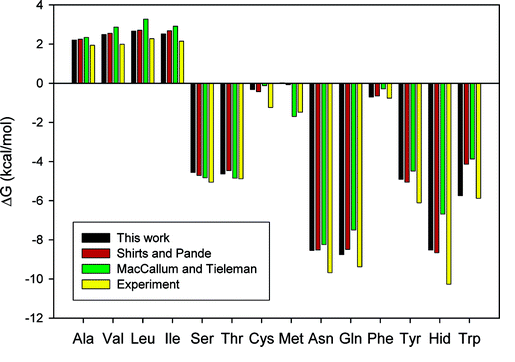 4
2
0
-2
-4
-6
-8
-10
-12
ΔG (kcal/mol)
This work
Shirts and Pande
MacCallum and Tieleman
Experiment
Ala Val Leu Ile Ser Thr Cys Met Asn Gln Phe Tyr Hid Trp